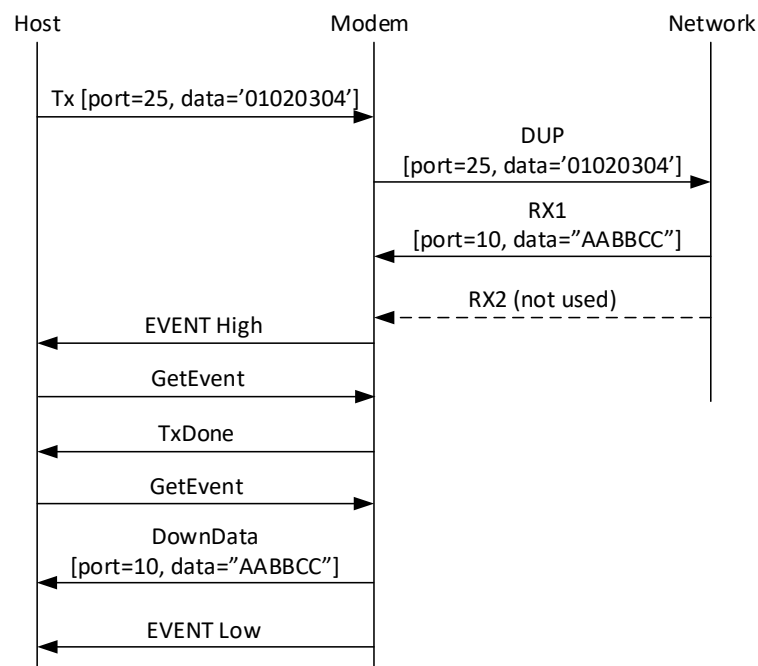 Host
Modem
Network
Tx [port=25, data=‘01020304’]
DUP
[port=25, data=‘01020304’]
RX1
[port=10, data=”AABBCC”]
RX2 (not used)
EVENT High
GetEvent
TxDone
GetEvent
DownData
[port=10, data=”AABBCC”]
EVENT Low